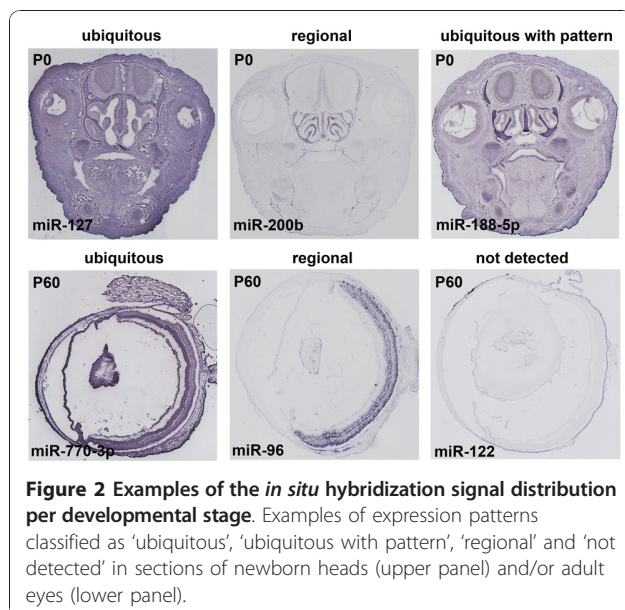 ubiquitous regional ubiquitous with pattern
P0 P0 P0
miR-127 miR-200b miR-188-5p
ubiquitous regional not detected
P60 P60 P60
miR-770-3p miR-96 miR-122
Figure 2 Examples of the in situ hybridization signal distribution
per developmental stage. Examples of expression patterns
classified as ‘ubiquitous’, ‘ubiquitous with pattern’, ‘regional’ and ‘not
detected’ in sections of newborn heads (upper panel) and/or adult
eyes (lower panel).